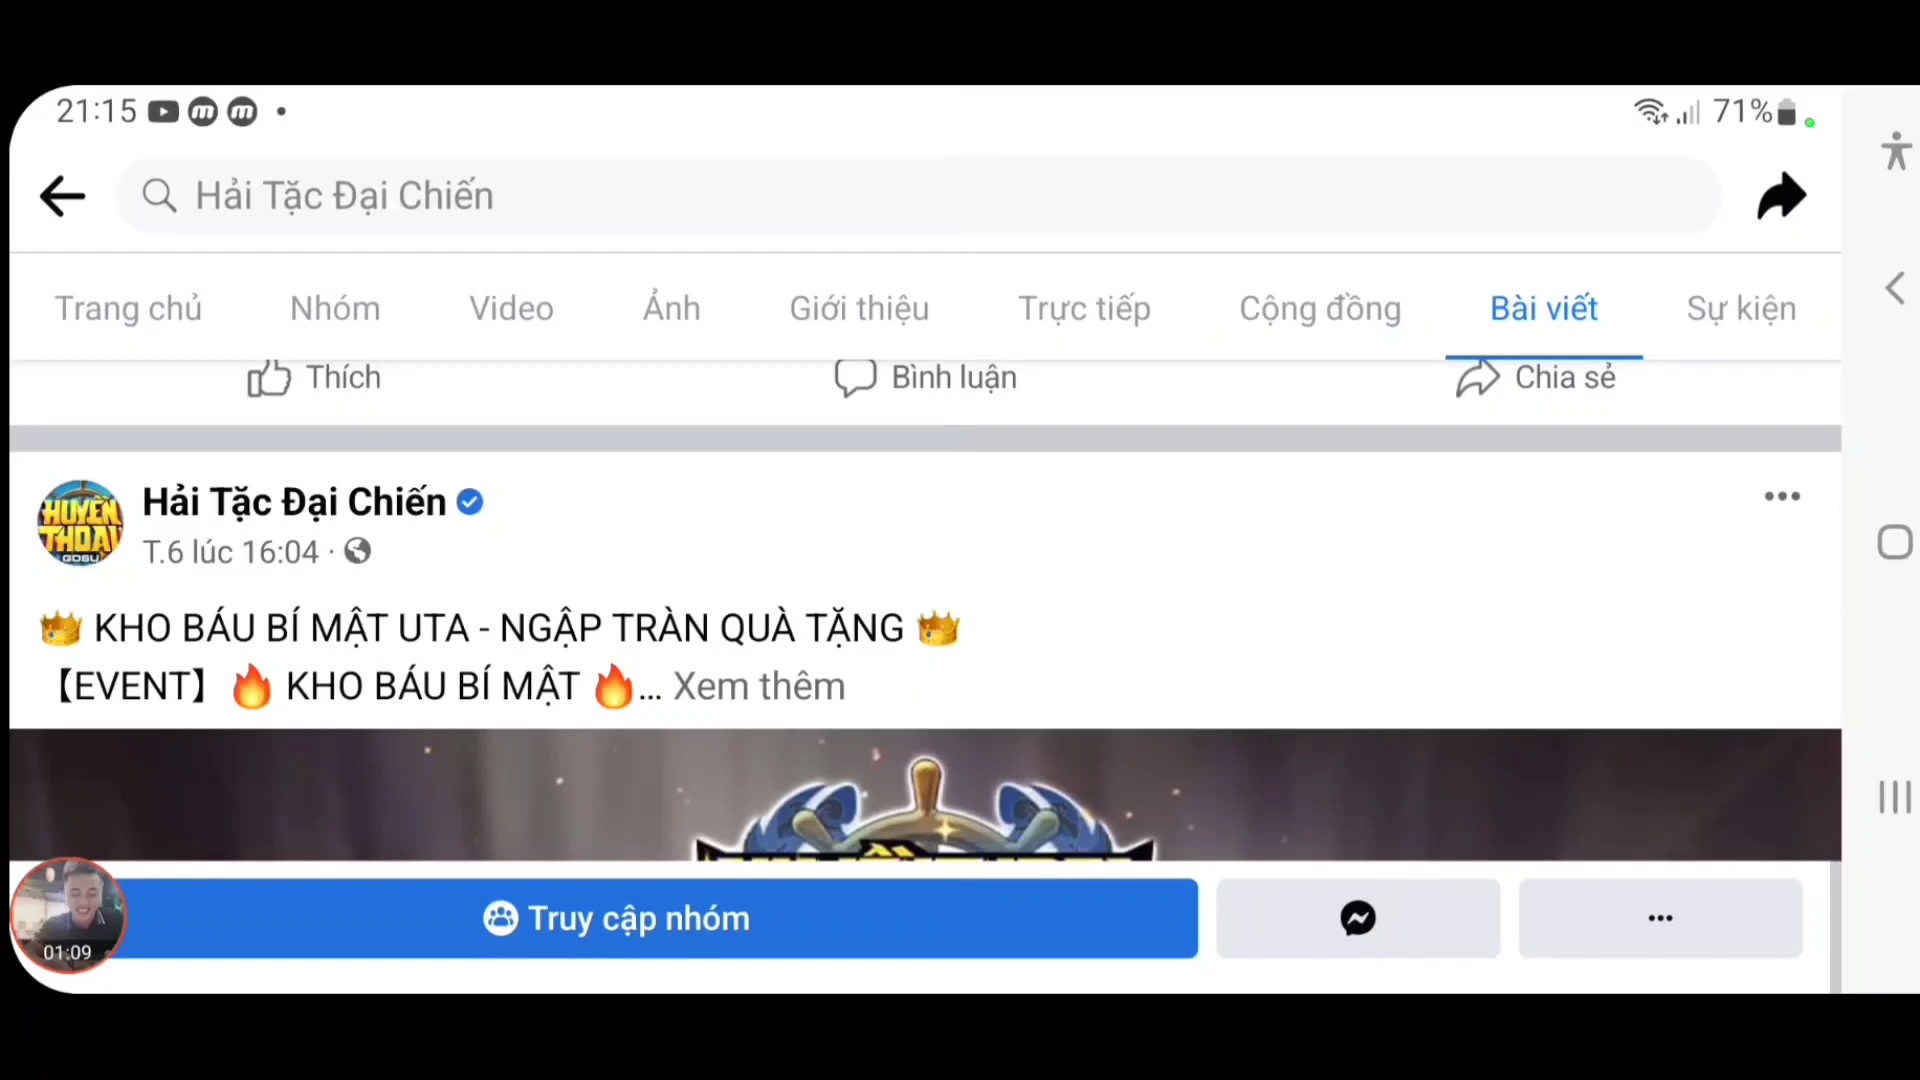 21:15
71%
Hải Tặc Đại Chiến
Trang chủ Nhóm Video Ảnh Giới thiệu Trực tiếp Cộng đồng Bài viết Sự kiện
Thích Bình luận Chia sẻ
HUYỀN THOẠI GOSU
Hải Tặc Đại Chiến
T.6 lúc 16:04 ·
👑 KHO BÁU BÍ MẬT UTA - NGẬP TRÀN QUÀ TẶNG 👑
【EVENT】 🔥 KHO BÁU BÍ MẬT 🔥... Xem thêm
Truy cập nhóm
01:09